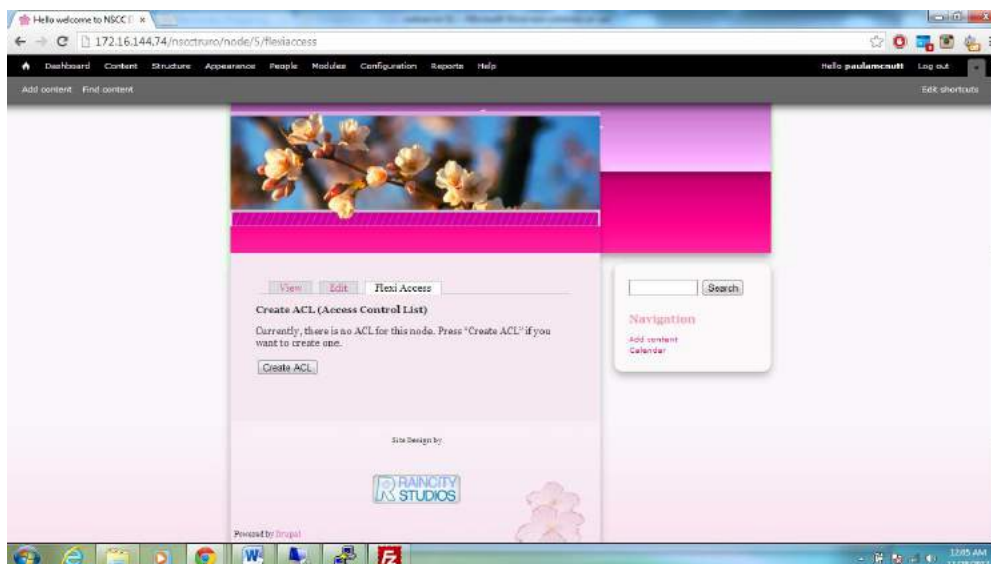 Hello welcome to NSCC T
172.16.144.74/nscctruro/node/5/flexiaccess
Dashboard Content Structure Appearance People Modules Configuration Reports Help Hello paulamcnutt Log out
Add content Find content Edit shortcuts
View Edit Flexi Access
Create ACL (Access Control List)
Currently, there is no ACL for this node. Press "Create ACL" if you
want to create one.
Create ACL
Search
Navigation
Add content
Calendar
Site Design by
RAINCITY
STUDIOS
Powered by Drupal
12:05 AM